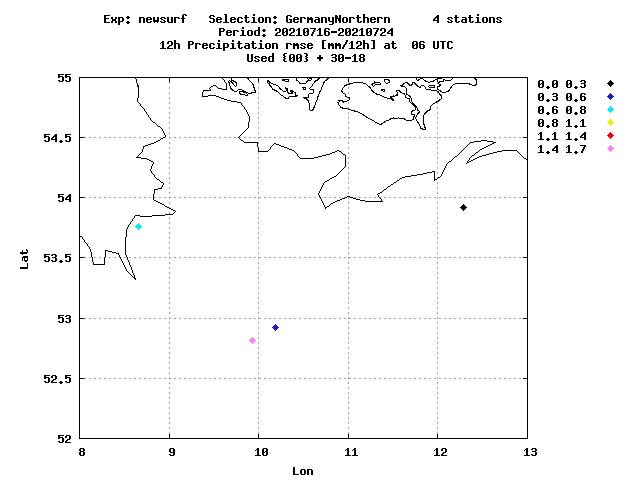 Exp: newsurf   Selection: GermanyNorthern      4 stations
Period: 20210716-20210724
12h Precipitation rmse [mm/12h] at  06 UTC
Used {00} + 30-18
55
54.5
54
53.5
53
52.5
52
Lat
8 9 10 11 12 13
Lon
0.0 0.3
0.3 0.6
0.6 0.8
0.8 1.1
1.1 1.4
1.4 1.7